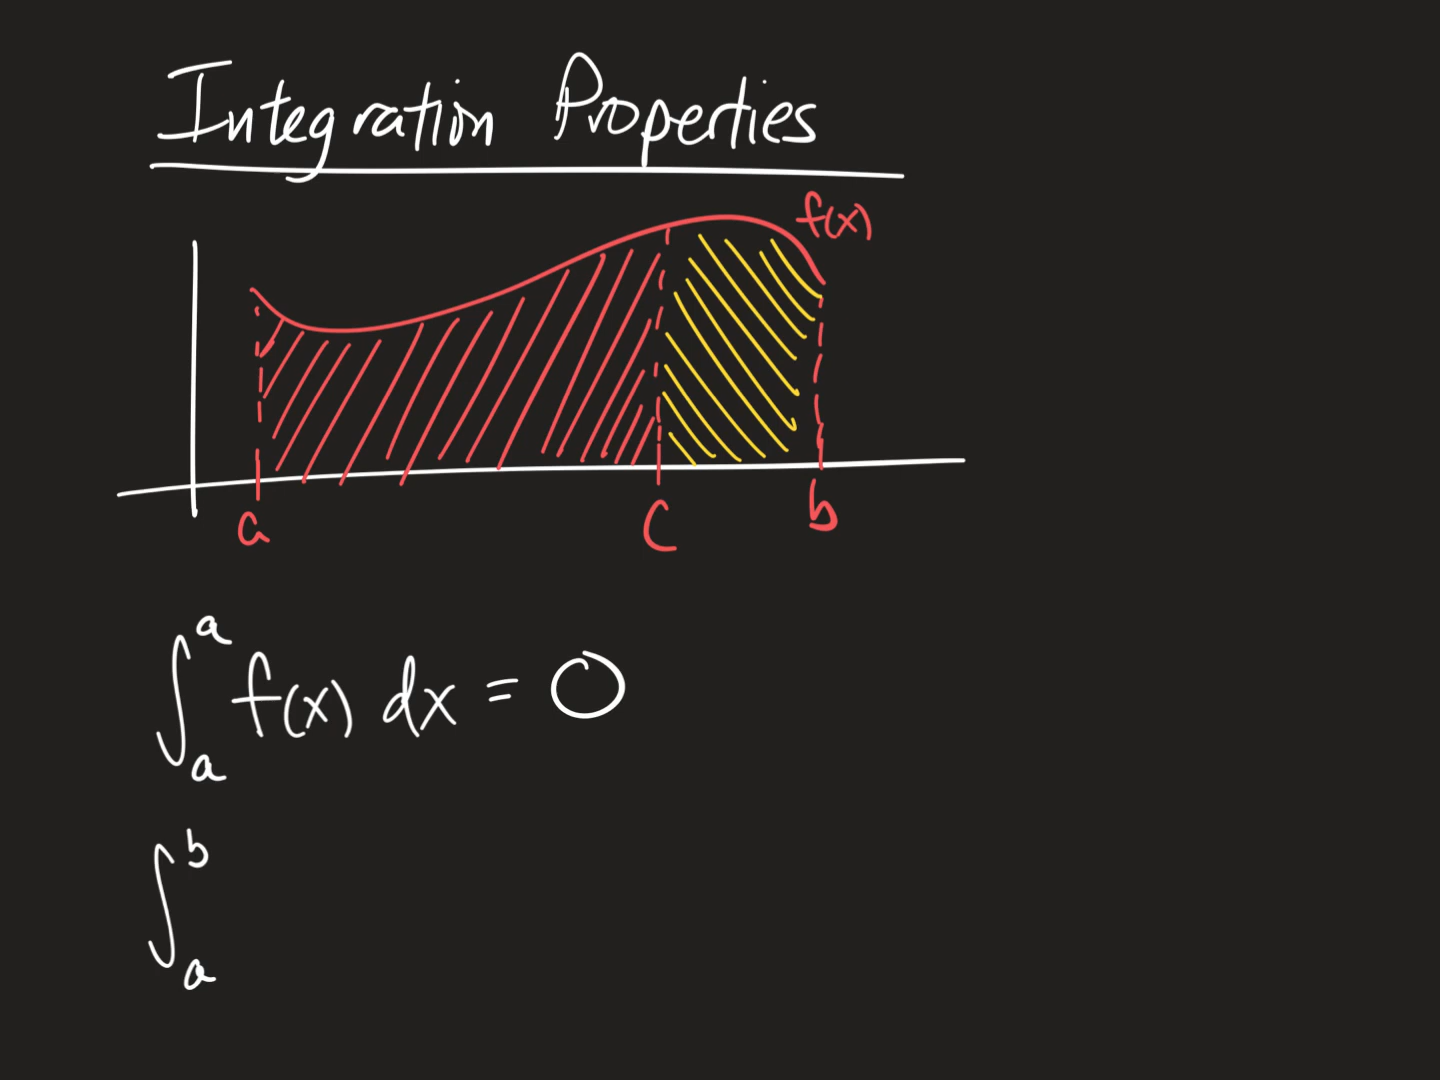 Integration Properties
f(x)
a c b
∫ₐᵃ f(x) dx = 0
∫ₐᵇ